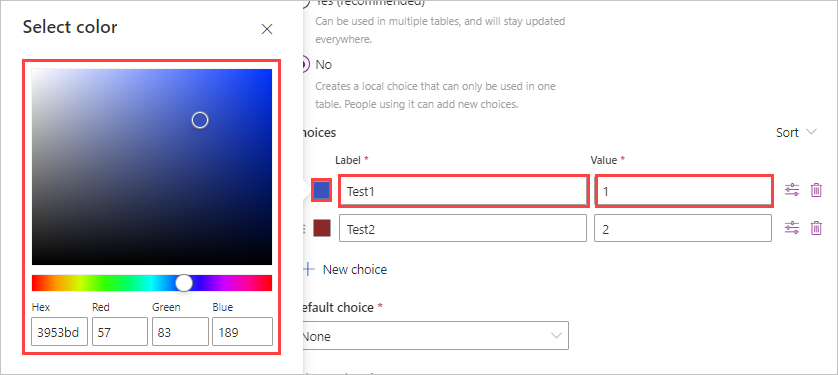 Select color
Yes (recommended)
Can be used in multiple tables, and will stay updated
everywhere.
No
Creates a local choice that can only be used in one
table. People using it can add new choices.
hoices
Sort
Label *
Value *
Test1
1
Test2
2
New choice
Hex
Red
Green
Blue
3953bd
57
83
189
efault choice *
None